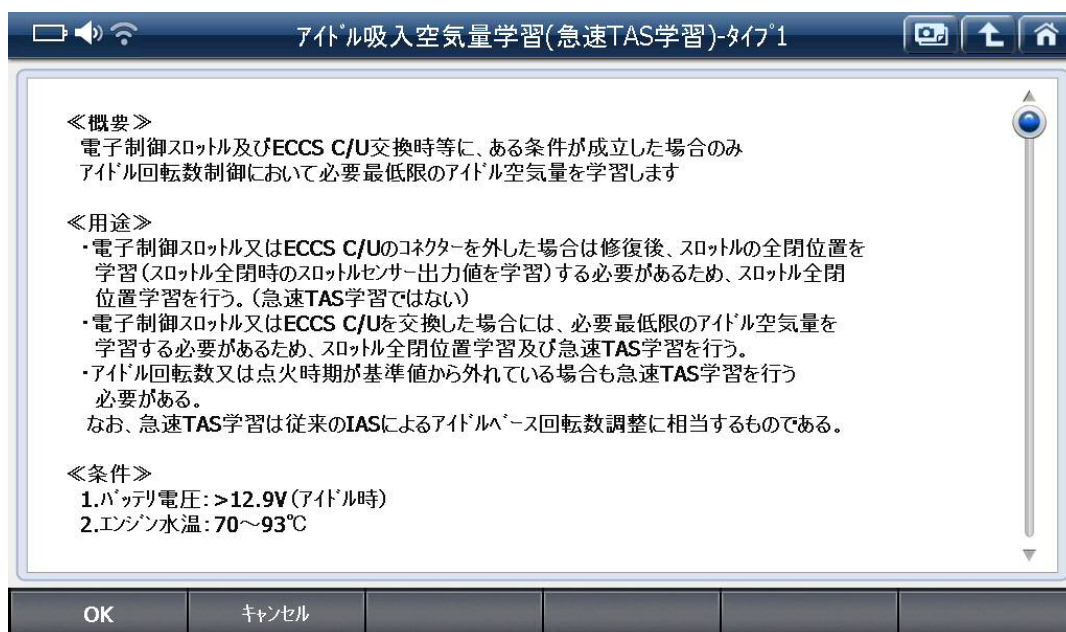 アイドル吸入空気量学習(急速TAS学習)-タイプ1
≪概要≫
電子制御スロットル及びECCS C/U交換時等に、ある条件が成立した場合のみ
アイドル回転数制御において必要最低限のアイドル空気量を学習します
≪用途≫
・電子制御スロットル又はECCS C/Uのコネクターを外した場合は修復後、スロットルの全閉位置を
学習(スロットル全閉時のスロットルセンサー出力値を学習)する必要があるため、スロットル全閉
位置学習を行う。(急速TAS学習ではない)
・電子制御スロットル又はECCS C/Uを交換した場合には、必要最低限のアイドル空気量を
学習する必要があるため、スロットル全閉位置学習及び急速TAS学習を行う。
・アイドル回転数又は点火時期が基準値から外れている場合も急速TAS学習を行う
必要がある。
なお、急速TAS学習は従来のIASによるアイドルベース回転数調整に相当するものである。
≪条件≫
1.バッテリ電圧:>12.9V(アイドル時)
2.エンジン水温:70~93℃
OK キャンセル